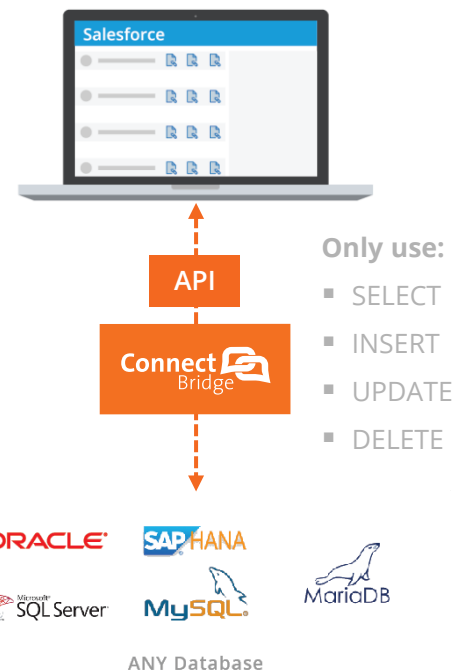 Salesforce
API
Connect
Bridge
Only use:
▪ SELECT
▪ INSERT
▪ UPDATE
▪ DELETE
ORACLE®
SAP HANA
Microsoft®
SQL Server
MySQL®
MariaDB
ANY Database